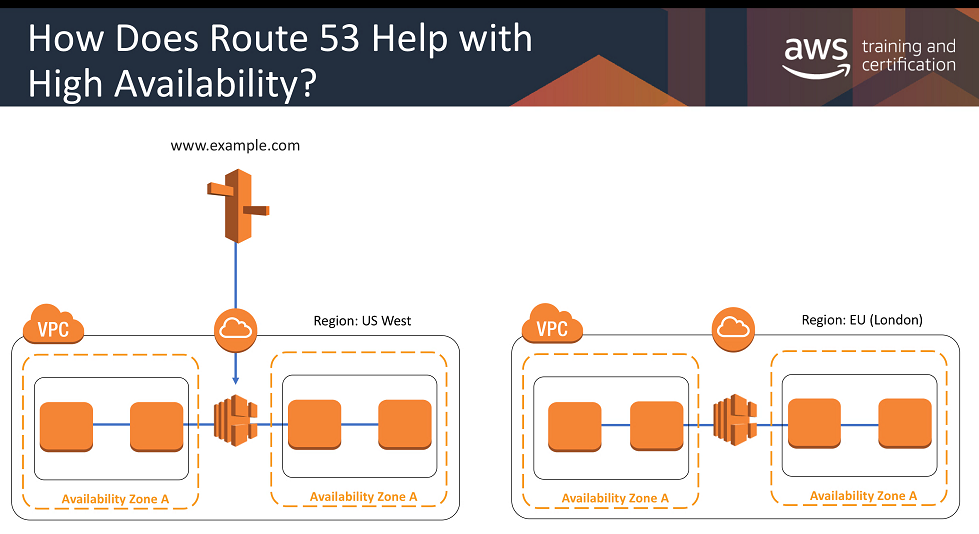 How Does Route 53 Help with
High Availability?
aws training and
certification
www.example.com
VPC
Region: US West
Availability Zone A
Availability Zone A
VPC
Region: EU (London)
Availability Zone A
Availability Zone A